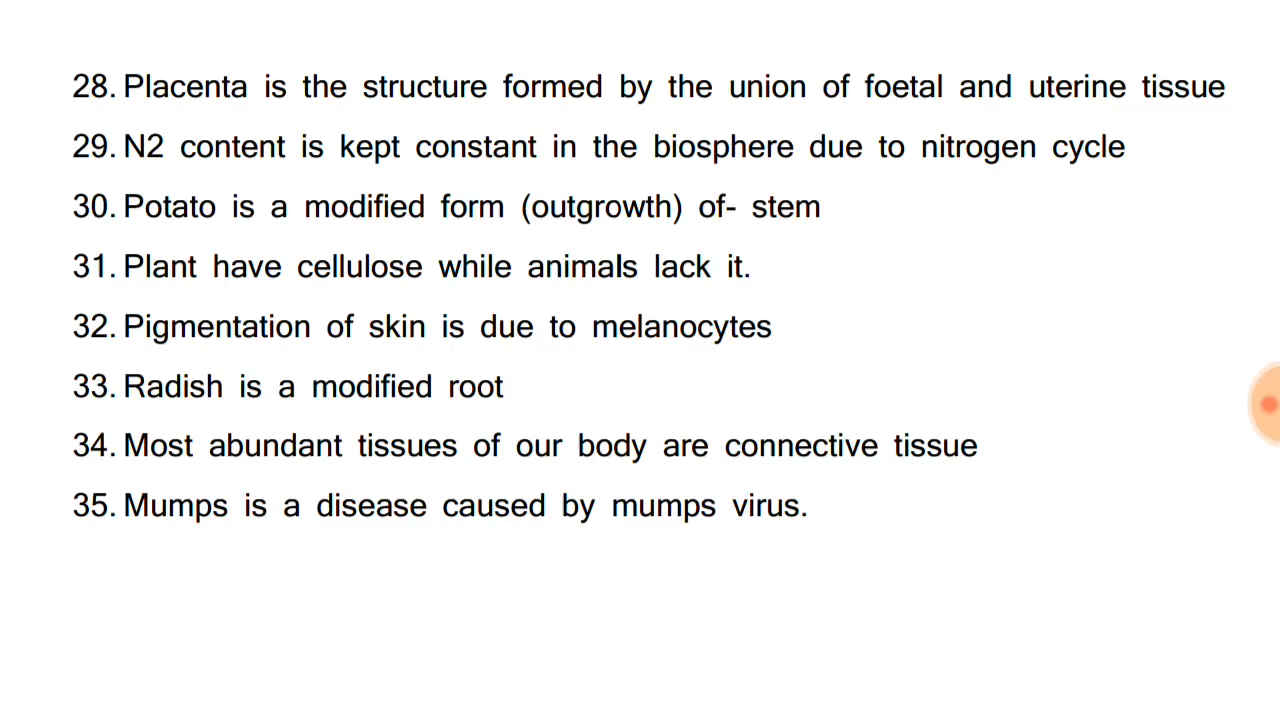 28. Placenta is the structure formed by the union of foetal and uterine tissue
29. N2 content is kept constant in the biosphere due to nitrogen cycle
30. Potato is a modified form (outgrowth) of- stem
31. Plant have cellulose while animals lack it.
32. Pigmentation of skin is due to melanocytes
33. Radish is a modified root
34. Most abundant tissues of our body are connective tissue
35. Mumps is a disease caused by mumps virus.